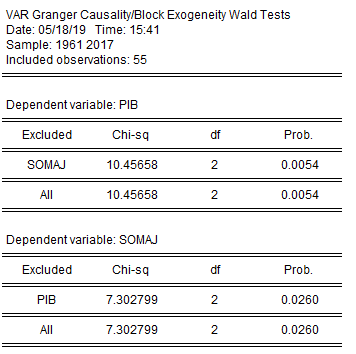 VAR Granger Causality/Block Exogeneity Wald Tests
Date: 05/18/19 Time: 15:41
Sample: 1961 2017
Included observations: 55
Dependent variable: PIB
Excluded Chi-sq df Prob.
SOMAJ 10.45658 2 0.0054
All 10.45658 2 0.0054
Dependent variable: SOMAJ
Excluded Chi-sq df Prob.
PIB 7.302799 2 0.0260
All 7.302799 2 0.0260